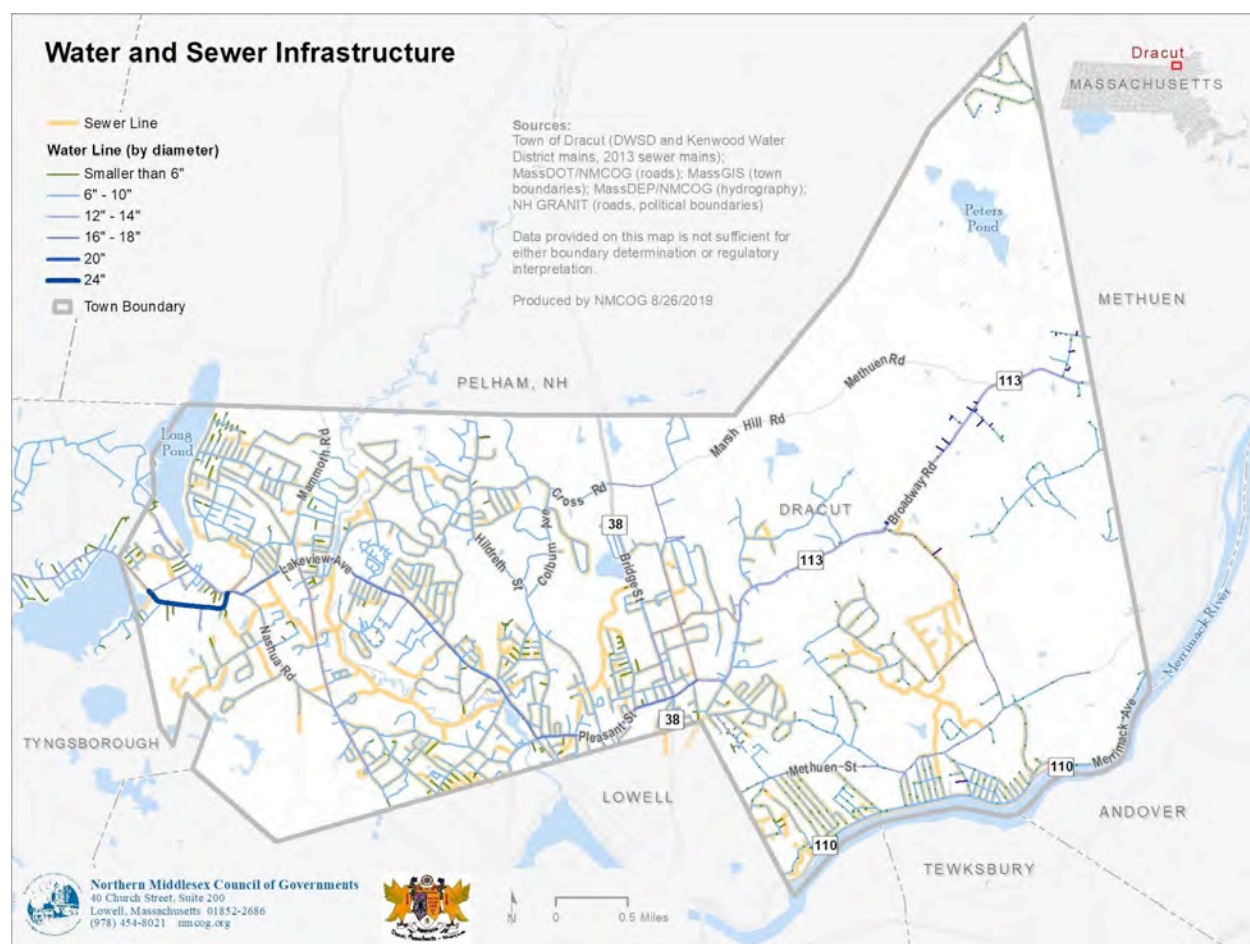 Water and Sewer Infrastructure
Sewer Line
Water Line (by diameter)
Smaller than 6"
6" - 10"
12" - 14"
16" - 18"
20"
24"
Town Boundary
Sources:
Town of Dracut (DWSD and Kenwood Water
District mains, 2013 sewer mains);
MassDOT/NMCOG (roads); MassGIS (town
boundaries); MassDEP/NMCOG (hydrography);
NH GRANIT (roads, political boundaries)
Data provided on this map is not sufficient for
either boundary determination or regulatory
interpretation.
Produced by NMCOG 8/26/2019
Dracut
MASSACHUSETTS
Peters
Pond
METHUEN
PELHAM, NH
Methuen Rd
113
Marsh Hill Rd
Long
Pond
Mammoth Rd
Cross Rd
38
Broadway Rd
DRACUT
Hildreth St
Colburn Ave
Bridge St
113
Lakeview Ave
Nashua Rd
Merrimack River
Pleasant St
38
TYNGSBOROUGH
Methuen St
110
Merrimack Ave
LOWELL
ANDOVER
110
TEWKSBURY
Northern Middlesex Council of Governments
40 Church Street, Suite 200
Lowell, Massachusetts 01852-2686
(978) 454-8021 nmcog.org
N
0 0.5 Miles